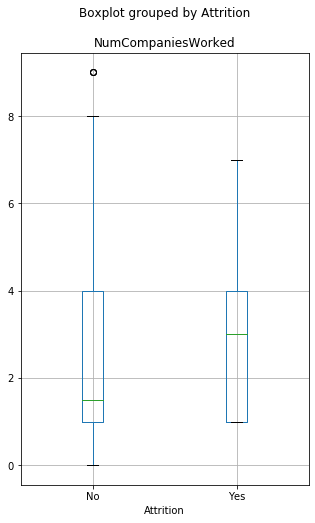 Boxplot grouped by Attrition
NumCompaniesWorked
8
6
4
2
0
No Yes
Attrition